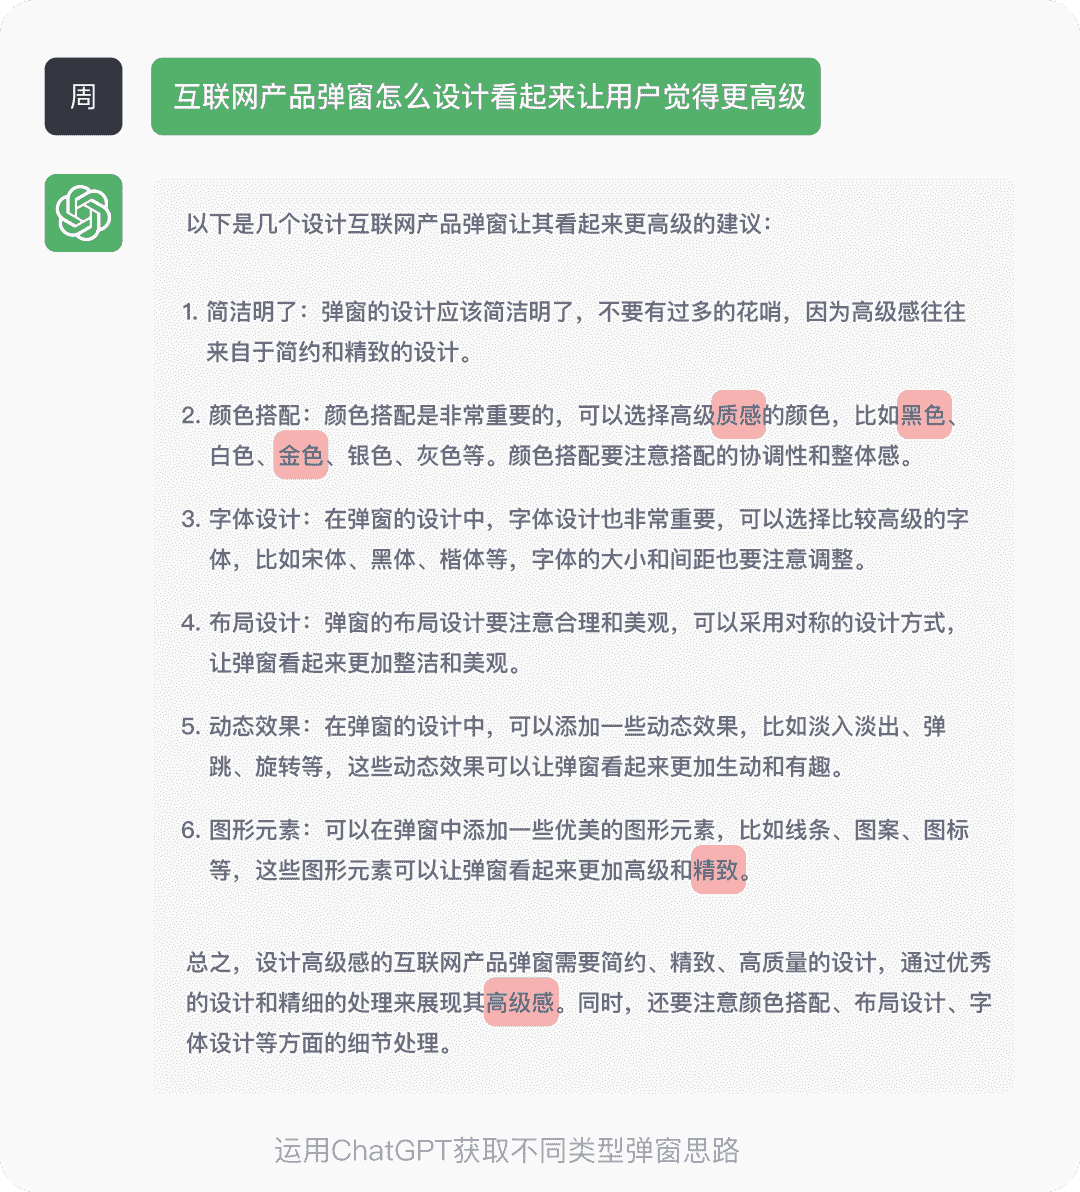 周
互联网产品弹窗怎么设计看起来让用户觉得更高级
以下是几个设计互联网产品弹窗让其看起来更高级的建议：
1. 简洁明了：弹窗的设计应该简洁明了，不要有过多的花哨，因为高级感往往
来自于简约和精致的设计。
2. 颜色搭配：颜色搭配是非常重要的，可以选择高级质感的颜色，比如黑色、
白色、金色、银色、灰色等。颜色搭配要注意搭配的协调性和整体感。
3. 字体设计：在弹窗的设计中，字体设计也非常重要，可以选择比较高级的字
体，比如宋体、黑体、楷体等，字体的大小和间距也要注意调整。
4. 布局设计：弹窗的布局设计要注意合理和美观，可以采用对称的设计方式，
让弹窗看起来更加整洁和美观。
5. 动态效果：在弹窗的设计中，可以添加一些动态效果，比如淡入淡出、弹
跳、旋转等，这些动态效果可以让弹窗看起来更加生动和有趣。
6. 图形元素：可以在弹窗中添加一些优美的图形元素，比如线条、图案、图标
等，这些图形元素可以让弹窗看起来更加高级和精致。
总之，设计高级感的互联网产品弹窗需要简约、精致、高质量的设计，通过优秀
的设计和精细的处理来展现其高级感。同时，还要注意颜色搭配、布局设计、字
体设计等方面的细节处理。
运用ChatGPT获取不同类型弹窗思路